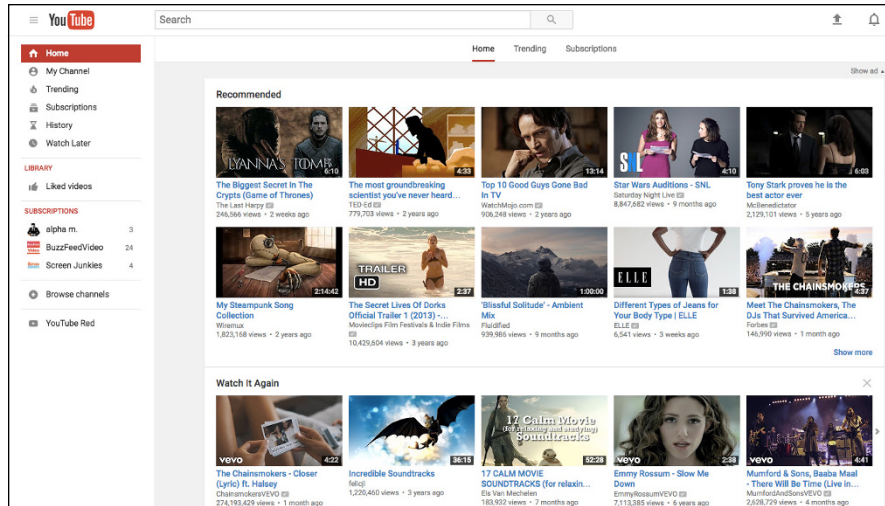 YouTube
Search
Home
Trending
Subscriptions
Home
My Channel
Trending
Subscriptions
History
Watch Later
LIBRARY
Liked videos
SUBSCRIPTIONS
alpha m. 3
BuzzFeedVideo 24
Screen Junkies 4
Browse channels
YouTube Red
Show ad
Recommended
LYANNA'S TOMB
6:10
The Biggest Secret In The
Crypts (Game of Thrones)
The Last Harpy
246,566 views • 2 weeks ago
4:33
The most groundbreaking
scientist you've never heard...
TED-Ed
779,703 views • 2 years ago
13:14
Top 10 Good Guys Gone Bad
In TV
WatchMojo.com
906,248 views • 2 years ago
SNL
4:10
Star Wars Auditions - SNL
Saturday Night Live
8,847,682 views • 9 months ago
6:03
Tony Stark proves he is the
best actor ever
McBenedictator
2,129,101 views • 5 years ago
2:14:42
My Steampunk Song
Collection
Wiremux
1,823,168 views • 2 years ago
TRAILER
HD
2:37
The Secret Lives Of Dorks
Official Trailer 1 (2013) -...
Movieclips Film Festivals & Indie Films
10,429,604 views • 3 years ago
1:00:00
'Blissful Solitude' - Ambient
Mix
Fluidified
939,986 views • 9 months ago
ELLE
1:38
Different Types of Jeans for
Your Body Type | ELLE
ELLE
6,541 views • 3 weeks ago
THE CHAINSMOKERS
4:37
Meet The Chainsmokers, The
DJs That Survived America...
Forbes
146,990 views • 1 month ago
Show more
Watch It Again
vevo
4:22
The Chainsmokers - Closer
(Lyric) ft. Halsey
ChainsmokersVEVO
274,193,429 views • 1 month ago
36:15
Incredible Soundtracks
felicjl
1,220,460 views • 3 years ago
17 Calm Movie
(for relaxing and studying)
Soundtracks
52:28
17 CALM MOVIE
SOUNDTRACKS (for relaxin...
Els Van Mechelen
183,932 views • 7 months ago
vevo
2:38
Emmy Rossum - Slow Me
Down
EmmyRossumVEVO
7,113,385 views • 6 years ago
vevo
4:41
Mumford & Sons, Baaba Maal
- There Will Be Time (Live in...
MumfordAndSonsVEVO
2,628,729 views • 4 months ago